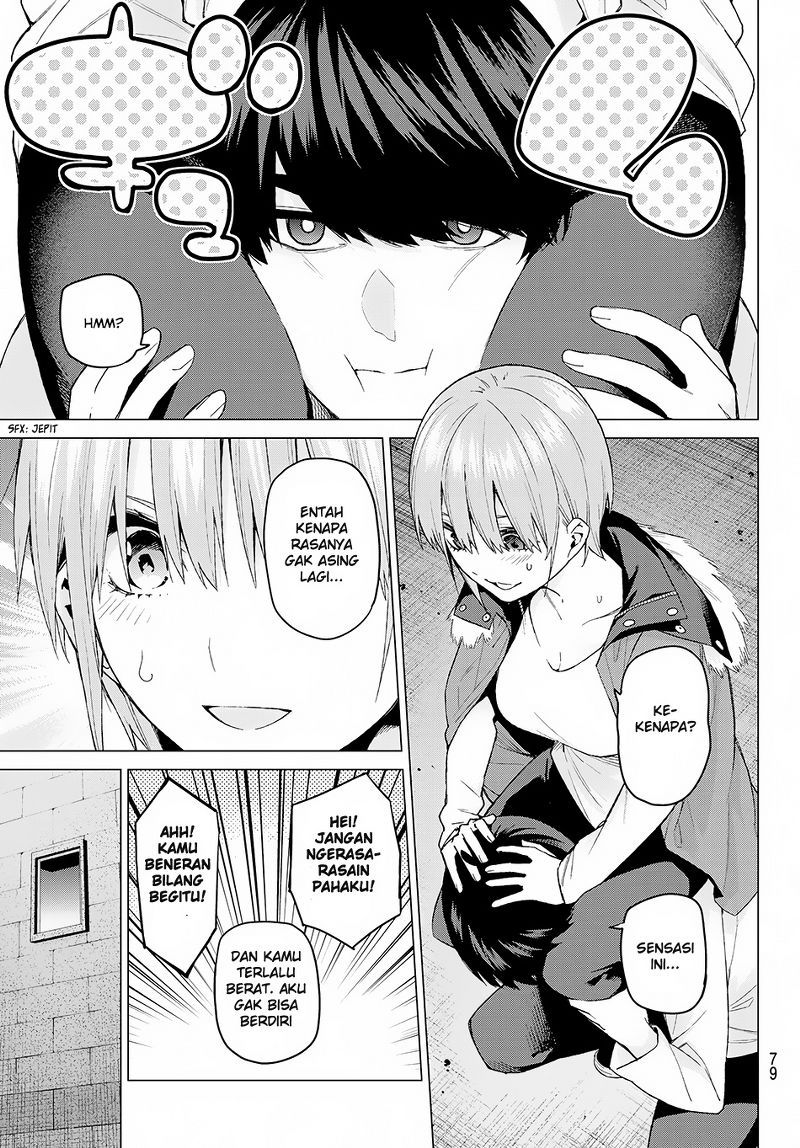 HMM?
SFX: JEPIT
KE-
KENAPA?
SENSASI
INI...
ENTAH
KENAPA
RASANYA
GAK ASING
LAGI...
HEI!
JANGAN
NGERASA-
RASAIN
PAHAKU!
AHH!
KAMU
BENERAN
BILANG
BEGITU!
DAN KAMU
TERLALU
BERAT. AKU
GAK BISA
BERDIRI
79